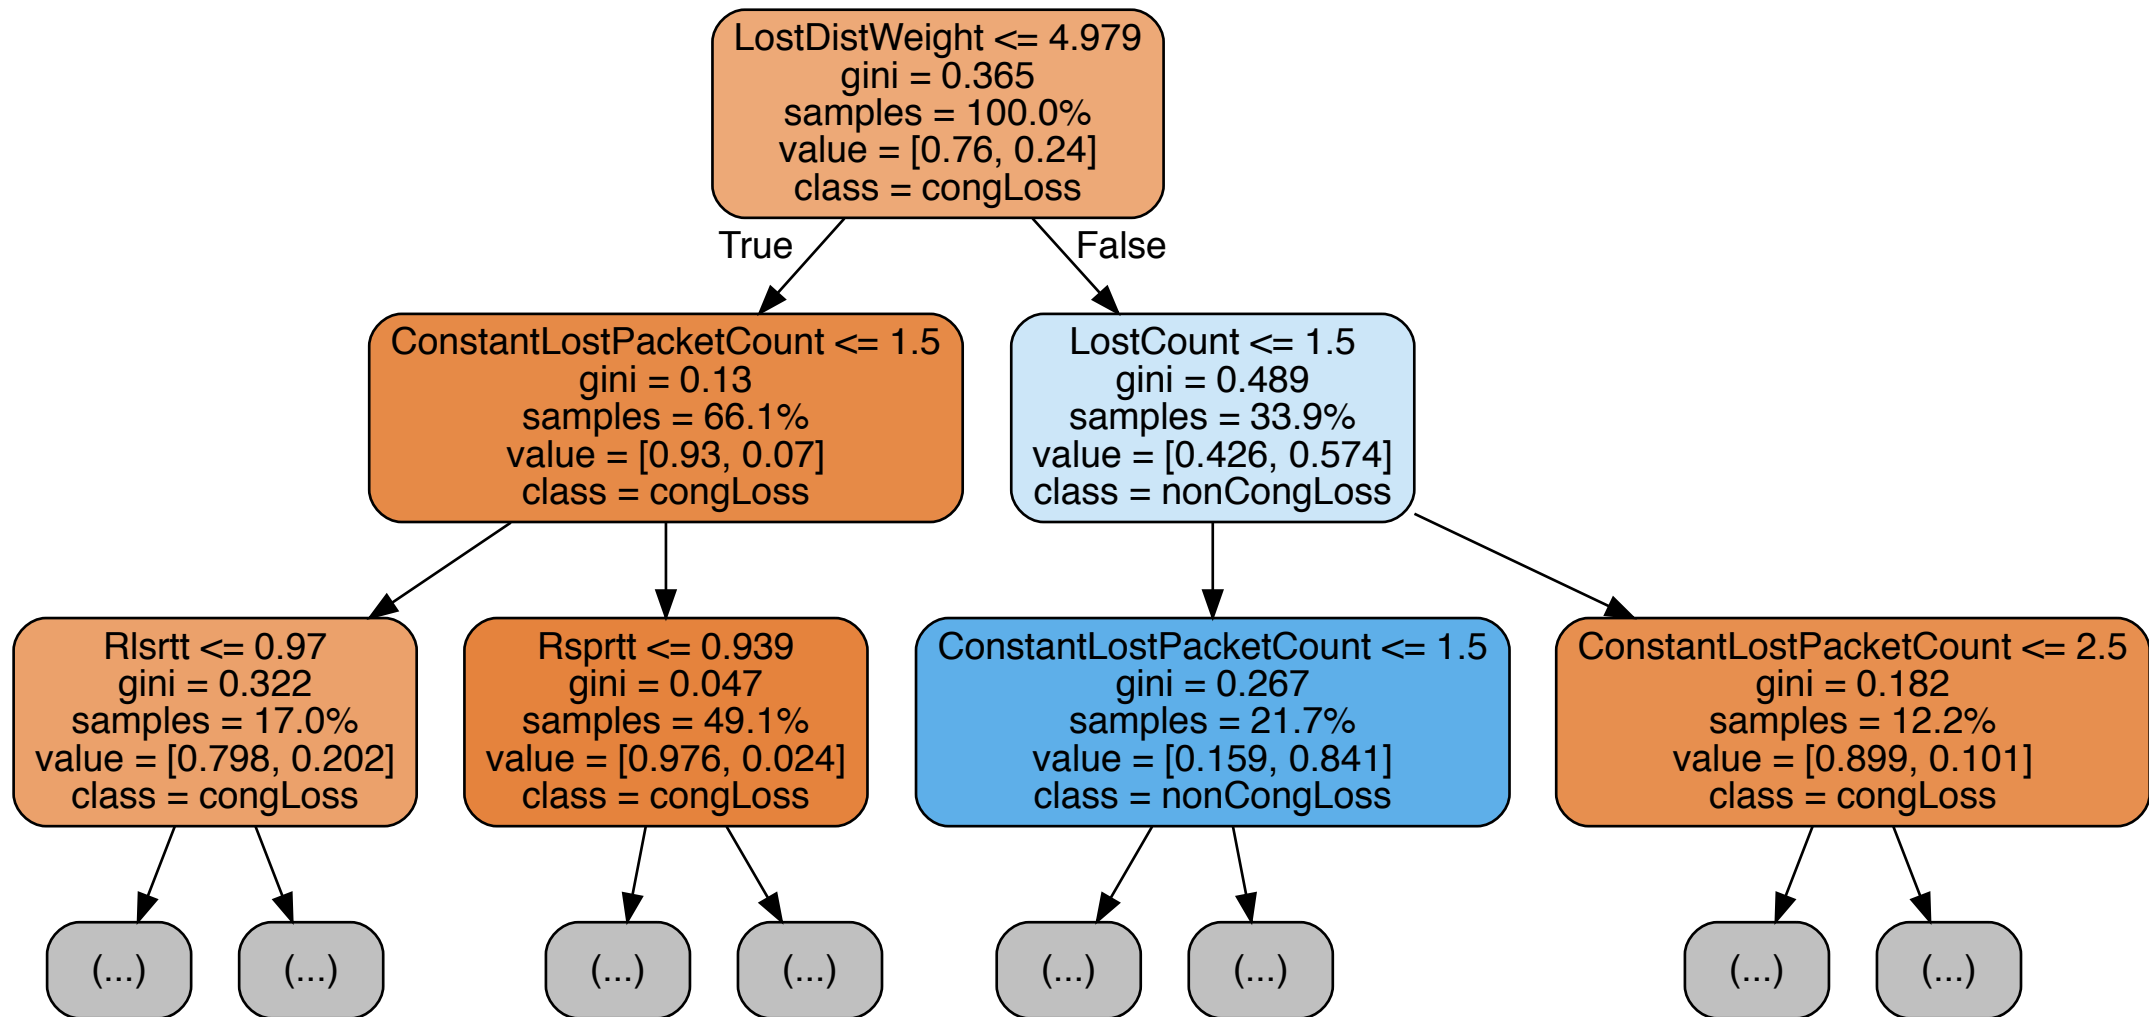 LostDistWeight <= 4.979
gini = 0.365
samples = 100.0%
value = [0.76, 0.24]
class = congLoss
True
False
ConstantLostPacketCount <= 1.5
gini = 0.13
samples = 66.1%
value = [0.93, 0.07]
class = congLoss
LostCount <= 1.5
gini = 0.489
samples = 33.9%
value = [0.426, 0.574]
class = nonCongLoss
Rlsrtt <= 0.97
gini = 0.322
samples = 17.0%
value = [0.798, 0.202]
class = congLoss
Rsprtt <= 0.939
gini = 0.047
samples = 49.1%
value = [0.976, 0.024]
class = congLoss
ConstantLostPacketCount <= 1.5
gini = 0.267
samples = 21.7%
value = [0.159, 0.841]
class = nonCongLoss
ConstantLostPacketCount <= 2.5
gini = 0.182
samples = 12.2%
value = [0.899, 0.101]
class = congLoss
(...)
(...)
(...)
(...)
(...)
(...)
(...)
(...)